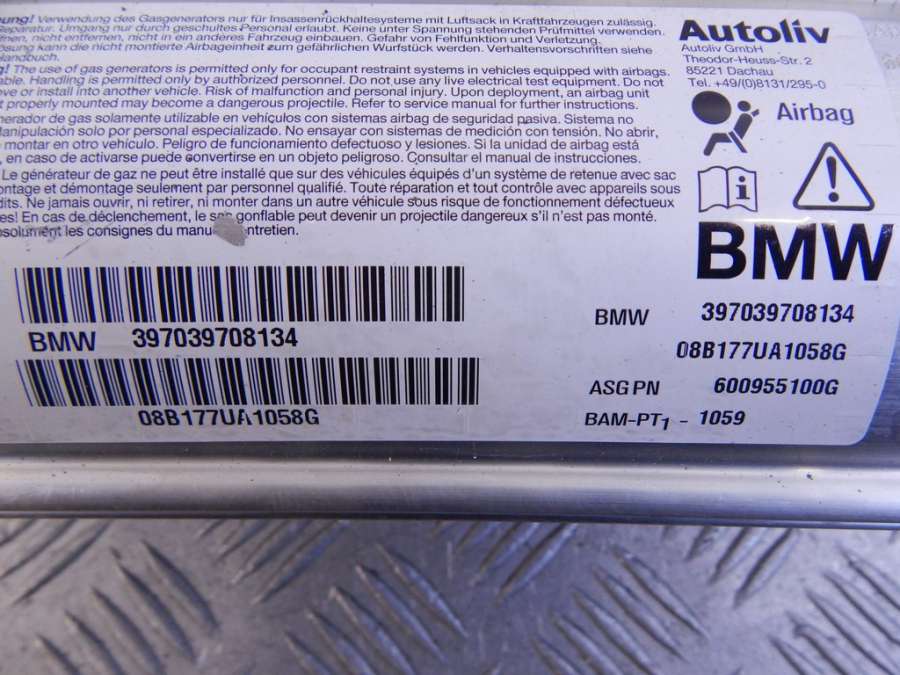 Verwendung des Gasgenerators nur für Insassenrückhaltesysteme mit Luftsack in Kraftfahrzeugen zulässig.
Reparatur. Umgang nur durch geschultes Personal erlaubt. Keine unter Spannung stehenden Prüfmittel verwenden.
öffnen, nicht entfernen, nicht in ein anderes Fahrzeug einbauen. Gefahr von Fehlfunktion und Verletzung.
kann die nicht montierte Airbageinheit zum gefährlichen Wurfstück werden. Verhaltensvorschriften siehe
The use of gas generators is permitted only for occupant restraint systems in vehicles equipped with airbags.
Handling is permitted only by authorized personnel. Do not use any live electrical test equipment. Do not
or install into another vehicle. Risk of malfunction and personal injury. Upon deployment, an airbag unit
properly mounted may become a dangerous projectile. Refer to service manual for further instructions.
de gas solamente utilizable en vehículos con sistemas airbag de seguridad pasiva. Sistema no
Manipulación solo por personal especializado. No ensayar con sistemas de medición con tensión. No abrir,
montar en otro vehículo. Peligro de funcionamiento defectuoso y lesiones. Si la unidad de airbag está
en caso de activarse puede convertirse en un objeto peligroso. Consultar el manual de instrucciones.
Le générateur de gaz ne peut être installé que sur des véhicules équipés d'un système de retenue avec sac
et démontage seulement par personnel qualifié. Toute réparation et tout contrôle avec appareils sous
Ne jamais ouvrir, ni retirer, ni monter dans un autre véhicule sous risque de fonctionnement défectueux
En cas de déclenchement, le gonflable peut devenir un projectile dangereux s'il n'est pas monté.
les consignes du entretien.
Autoliv
Autoliv GmbH
Theodor-Heuss-Str. 2
85221 Dachau
Tel. +49/(0)8131/295-0
Airbag
BMW
BMW 397039708134
08B177UA1058G
BMW 397039708134
08B177UA1058G
ASG PN 600955100G
BAM-PT1 - 1059